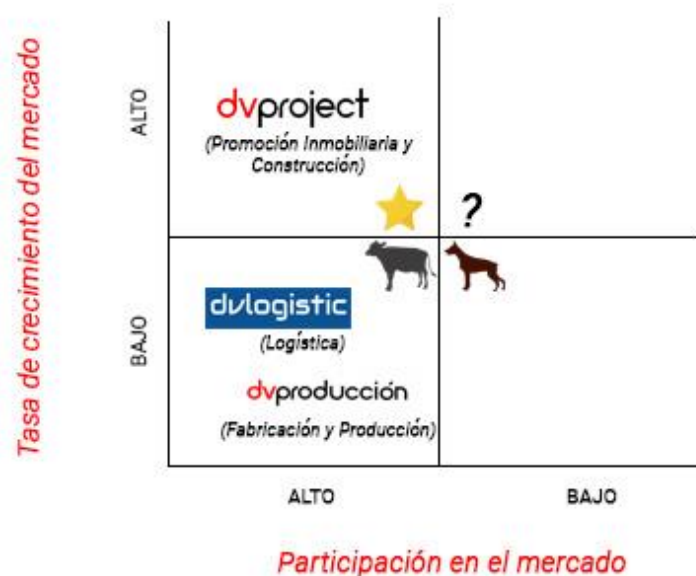 Tasa de crecimiento del mercado
ALTO
BAJO
dvproject
(Promoción Inmobiliaria y
Construcción)
?
dvlogistic
(Logística)
dvproducción
(Fabricación y Producción)
ALTO
BAJO
Participación en el mercado